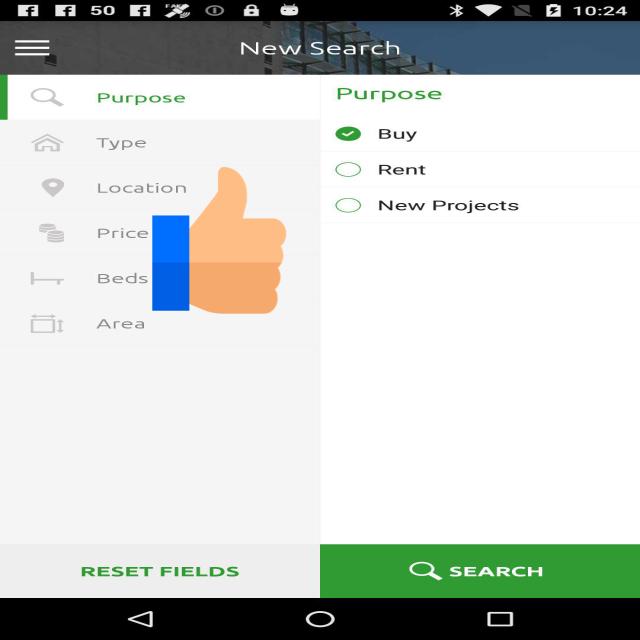 50 10:24
New Search
Purpose
Type
Location
Price
Beds
Area
Purpose
Buy
Rent
New Projects
RESET FIELDS
SEARCH